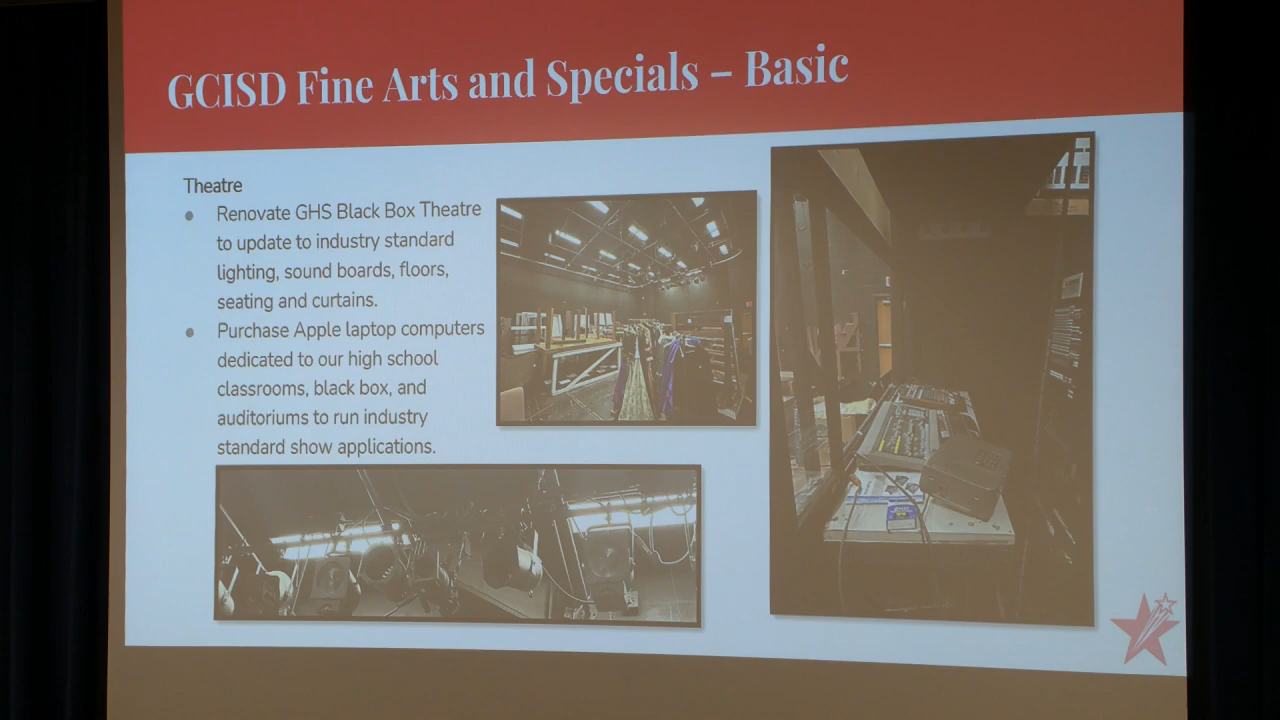 GCISD Fine Arts and Specials – Basic
Theatre
● Renovate GHS Black Box Theatre
to update to industry standard
lighting, sound boards, floors,
seating and curtains.
● Purchase Apple laptop computers
dedicated to our high school
classrooms, black box, and
auditoriums to run industry
standard show applications.